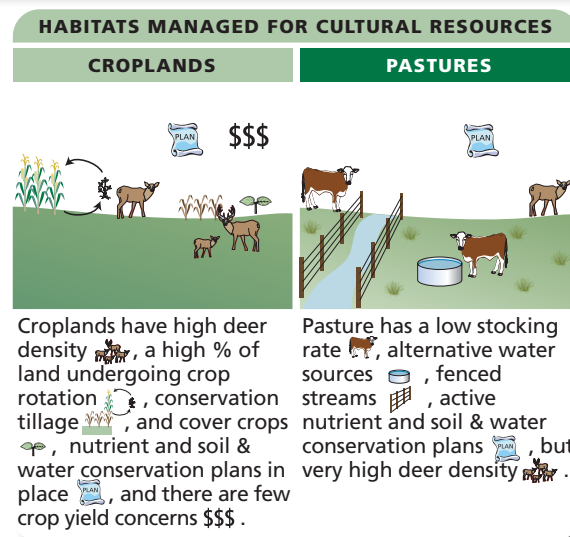 HABITATS MANAGED FOR CULTURAL RESOURCES
CROPLANDS
PLAN
$$$
Croplands have high deer
density , a high % of
land undergoing crop
rotation , conservation
tillage , and cover crops
, nutrient and soil &
water conservation plans in
place PLAN , and there are few
crop yield concerns $$$ .
PASTURES
PLAN
Pasture has a low stocking
rate , alternative water
sources , fenced
streams , active
nutrient and soil & water
conservation plans PLAN , but
very high deer density .